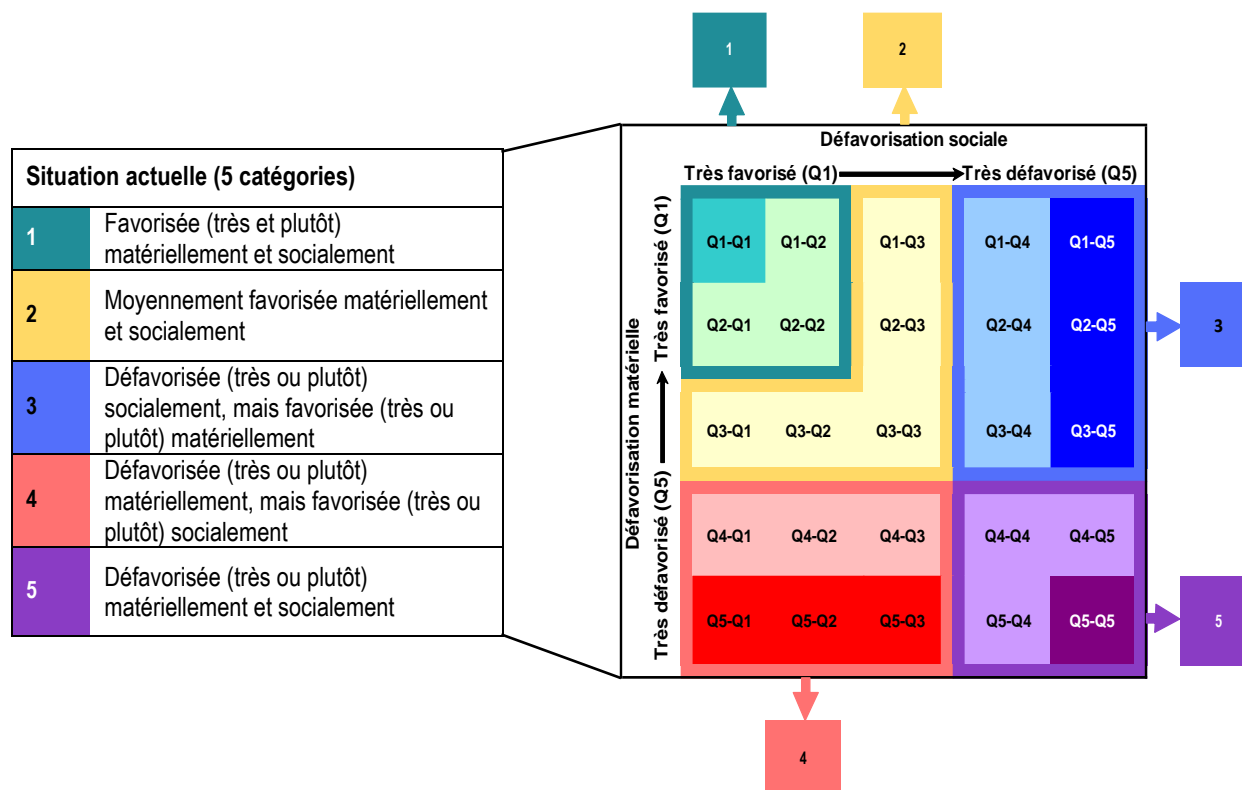 1
2
Défavorisation sociale
Très favorisé (Q1)
Très défavorisé (Q5)
Situation actuelle (5 catégories)
1
Favorisée (très et plutôt)
matériellement et socialement
2
Moyennement favorisée matériellement
et socialement
3
Défavorisée (très ou plutôt)
socialement, mais favorisée (très ou
plutôt) matériellement
4
Défavorisée (très ou plutôt)
matériellement, mais favorisée (très ou
plutôt) socialement
5
Défavorisée (très ou plutôt)
matériellement et socialement
Défavorisation matérielle
Très favorisé (Q1)
Très défavorisé (Q5)
Q1-Q1 Q1-Q2 Q1-Q3 Q1-Q4 Q1-Q5
Q2-Q1 Q2-Q2 Q2-Q3 Q2-Q4 Q2-Q5
Q3-Q1 Q3-Q2 Q3-Q3 Q3-Q4 Q3-Q5
Q4-Q1 Q4-Q2 Q4-Q3 Q4-Q4 Q4-Q5
Q5-Q1 Q5-Q2 Q5-Q3 Q5-Q4 Q5-Q5
3
5
4